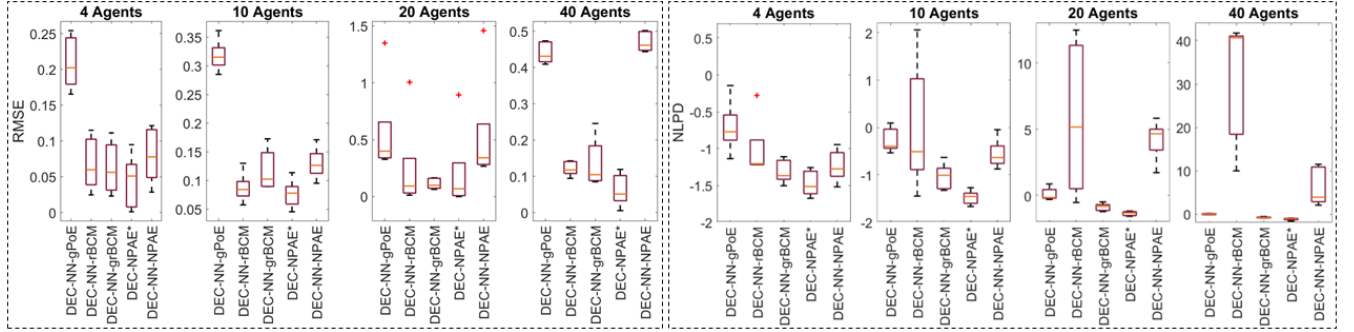 4 Agents
RMSE
0.25
0.2
0.15
0.1
0.05
0
DEC-NN-gPoE
DEC-NN-rBCM
DEC-NN-grBCM
DEC-NPAE*
DEC-NN-NPAE
10 Agents
0.35
0.3
0.25
0.2
0.15
0.1
0.05
DEC-NN-gPoE
DEC-NN-rBCM
DEC-NN-grBCM
DEC-NPAE*
DEC-NN-NPAE
20 Agents
1.5
1
0.5
0
DEC-NN-gPoE
DEC-NN-rBCM
DEC-NN-grBCM
DEC-NPAE*
DEC-NN-NPAE
40 Agents
0.5
0.4
0.3
0.2
0.1
0
DEC-NN-gPoE
DEC-NN-rBCM
DEC-NN-grBCM
DEC-NPAE*
DEC-NN-NPAE
4 Agents
NLPD
0.5
0
-0.5
-1
-1.5
-2
DEC-NN-gPoE
DEC-NN-rBCM
DEC-NN-grBCM
DEC-NPAE*
DEC-NN-NPAE
10 Agents
2
1
0
-1
-2
DEC-NN-gPoE
DEC-NN-rBCM
DEC-NN-grBCM
DEC-NPAE*
DEC-NN-NPAE
20 Agents
10
5
0
DEC-NN-gPoE
DEC-NN-rBCM
DEC-NN-grBCM
DEC-NPAE*
DEC-NN-NPAE
40 Agents
40
30
20
10
0
DEC-NN-gPoE
DEC-NN-rBCM
DEC-NN-grBCM
DEC-NPAE*
DEC-NN-NPAE